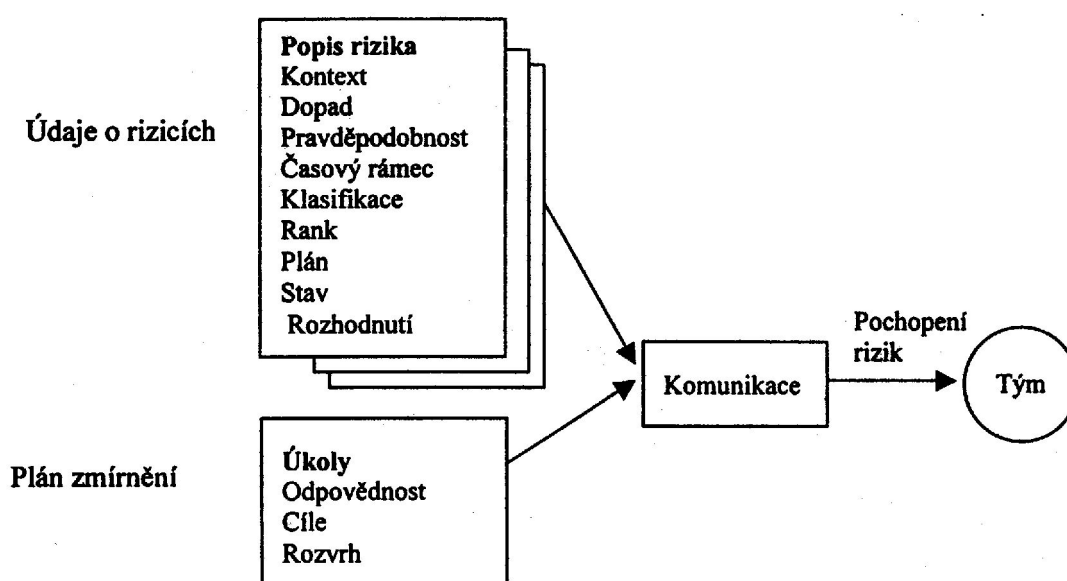 Údaje o rizicích
Popis rizika
Kontext
Dopad
Pravděpodobnost
Časový rámec
Klasifikace
Rank
Plán
Stav
Rozhodnutí
Komunikace
Pochopení
rizik
Tým
Plán zmírnění
Úkoly
Odpovědnost
Cíle
Rozvrh